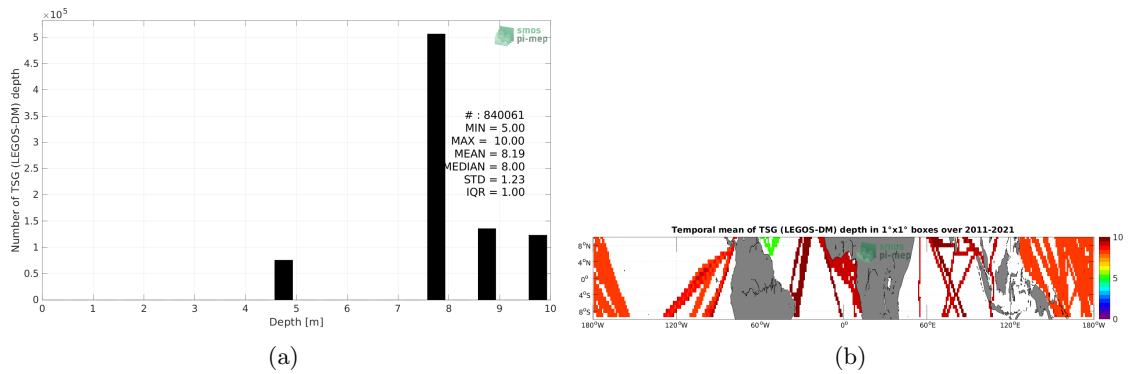 ×10⁵
5
4.5
4
3.5
3
2.5
2
1.5
1
0.5
0
Number of TSG (LEGOS-DM) depth
smos
pi-mep
# : 840061
MIN = 5.00
MAX = 10.00
MEAN = 8.19
MEDIAN = 8.00
STD = 1.23
IQR = 1.00
0 1 2 3 4 5 6 7 8 9 10
Depth [m]
(a)
Temporal mean of TSG (LEGOS-DM) depth in 1°x1° boxes over 2011-2021
smos
pi-mep
8°N
4°N
0°
4°S
8°S
180°W 120°W 60°W 0° 60°E 120°E 180°W
10
8
6
4
2
0
(b)